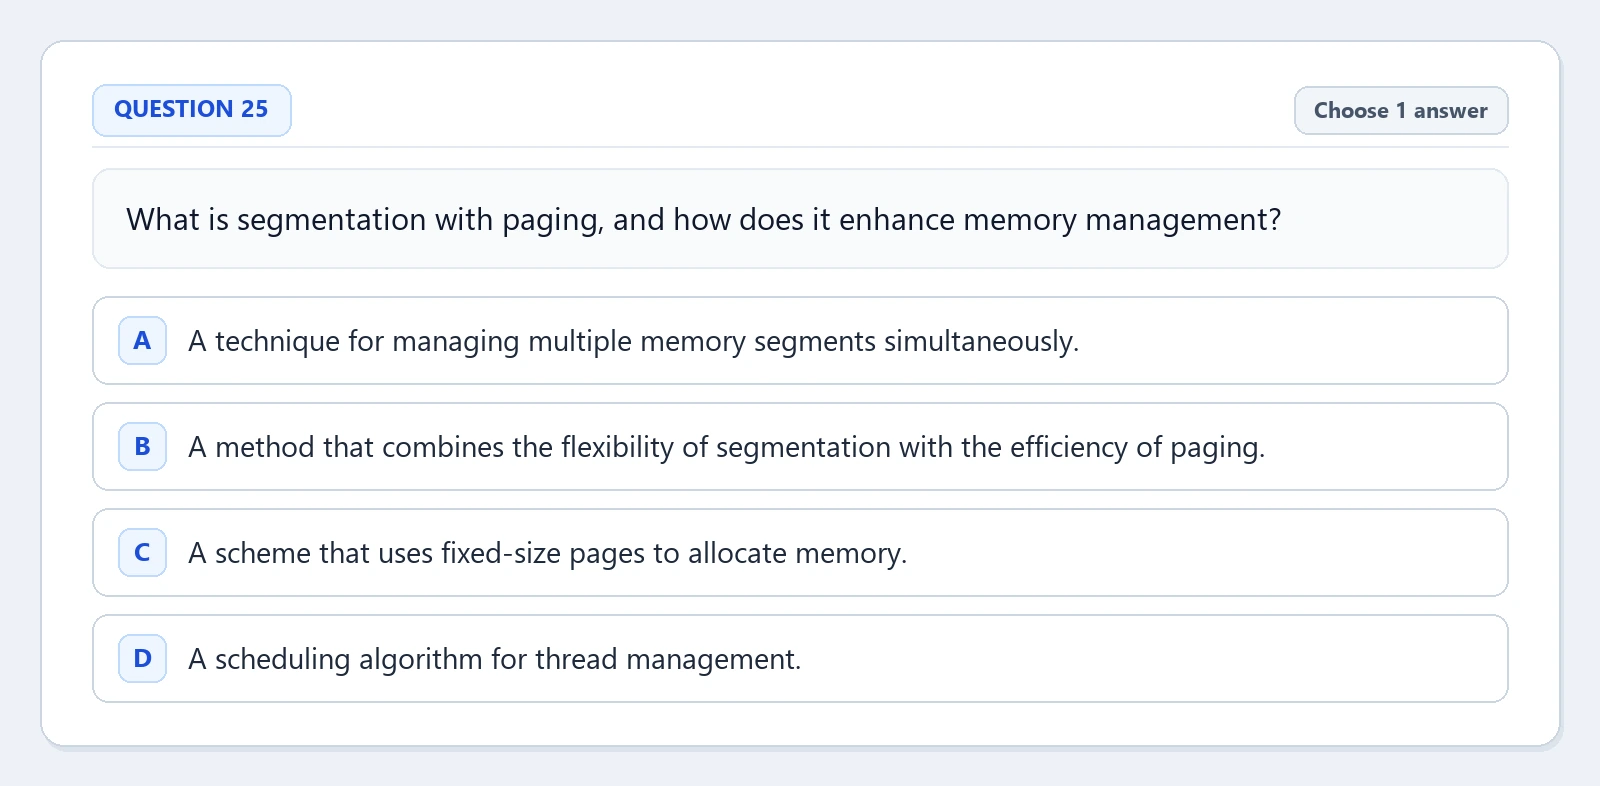 QUESTION 25
Choose 1 answer
What is segmentation with paging, and how does it enhance memory management?
A
A technique for managing multiple memory segments simultaneously.
B
A method that combines the flexibility of segmentation with the efficiency of paging.
C
A scheme that uses fixed-size pages to allocate memory.
D
A scheduling algorithm for thread management.